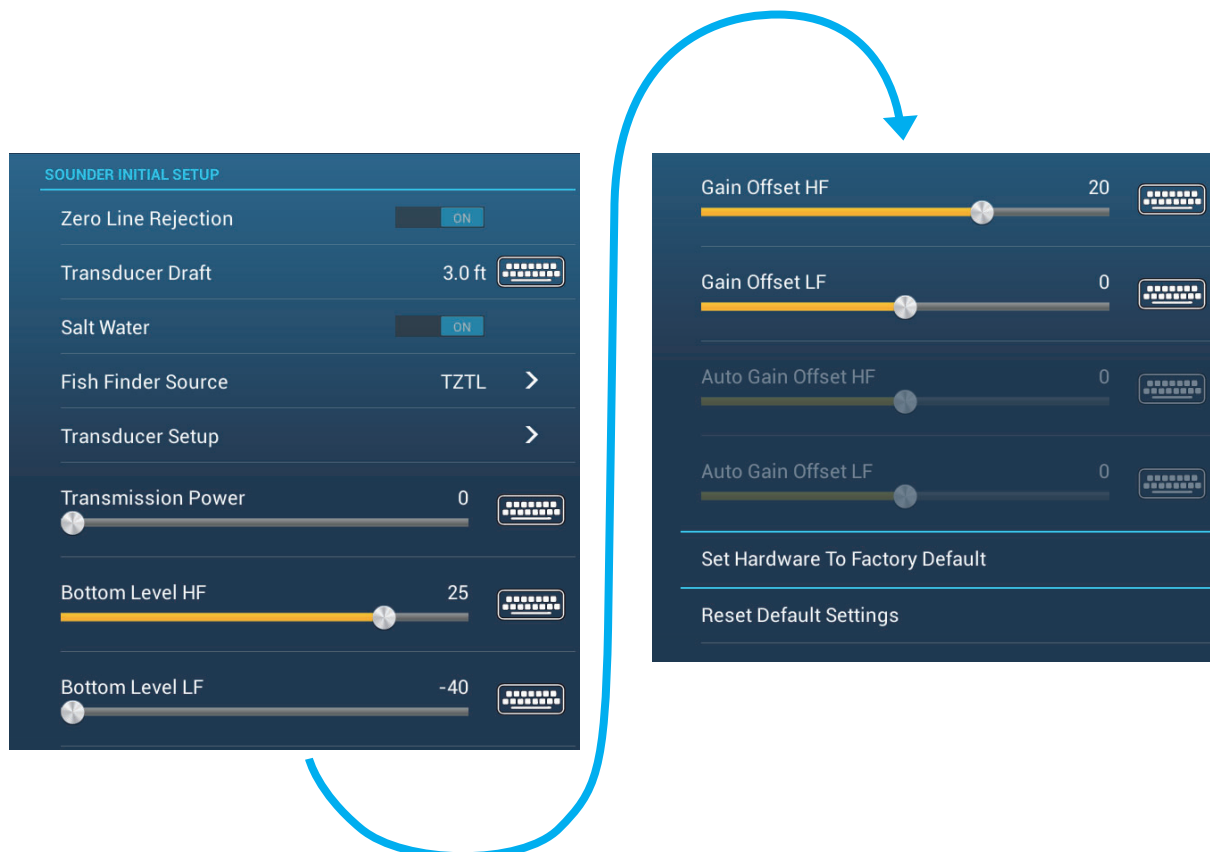 SOUNDER INITIAL SETUP
Zero Line Rejection ON
Transducer Draft 3.0 ft
Salt Water ON
Fish Finder Source TZTL
Transducer Setup
Transmission Power 0
Bottom Level HF 25
Bottom Level LF -40
Gain Offset HF 20
Gain Offset LF 0
Auto Gain Offset HF 0
Auto Gain Offset LF 0
Set Hardware To Factory Default
Reset Default Settings